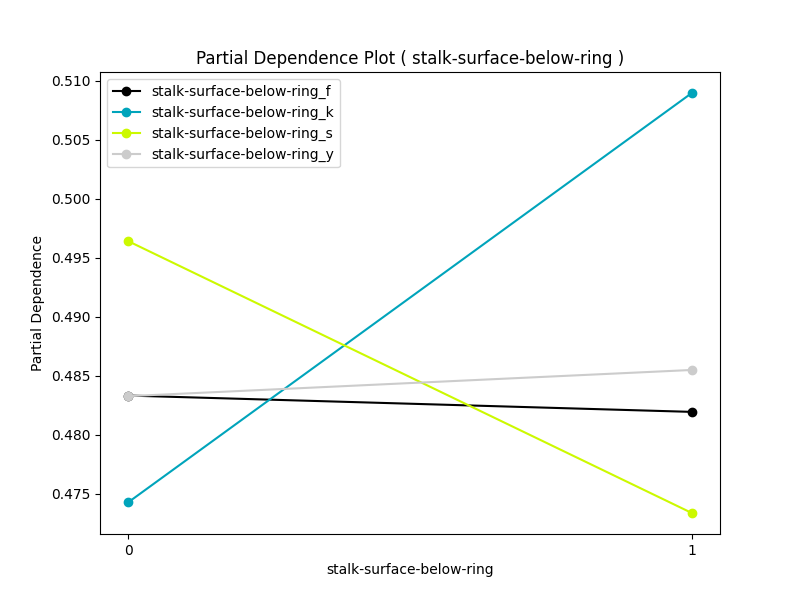 Partial Dependence Plot ( stalk-surface-below-ring )
stalk-surface-below-ring_f
stalk-surface-below-ring_k
stalk-surface-below-ring_s
stalk-surface-below-ring_y
Partial Dependence
0.510
0.505
0.500
0.495
0.490
0.485
0.480
0.475
0
1
stalk-surface-below-ring